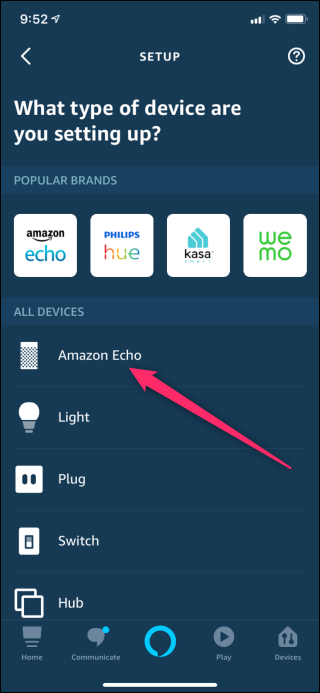 9:52
SETUP
What type of device are
you setting up?
POPULAR BRANDS
amazon
echo
PHILIPS
hue
kasa
smart
wemo
ALL DEVICES
Amazon Echo
Light
Plug
Switch
Hub
Home
Communicate
Play
Devices